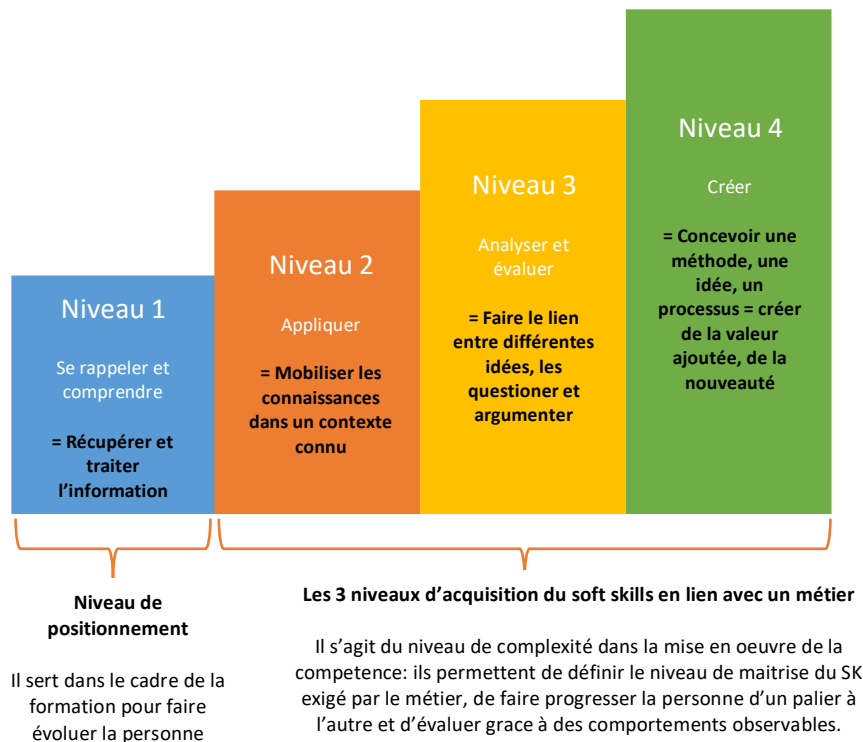 Niveau 1
Se rappeler et
comprendre
= Récupérer et
traiter
l'information
Niveau 2
Appliquer
= Mobiliser les
connaissances
dans un contexte
connu
Niveau 3
Analyser et
évaluer
= Faire le lien
entre différentes
idées, les
questioner et
argumenter
Niveau 4
Créer
= Concevoir une
méthode, une
idée, un
processus = créer
de la valeur
ajoutée, de la
nouveauté
Niveau de
positionnement
Il sert dans le cadre de la
formation pour faire
évoluer la personne
Les 3 niveaux d'acquisition du soft skills en lien avec un métier
Il s'agit du niveau de complexité dans la mise en oeuvre de la
competence: ils permettent de définir le niveau de maitrise du SK
exigé par le métier, de faire progresser la personne d'un palier à
l'autre et d'évaluer grace à des comportements observables.